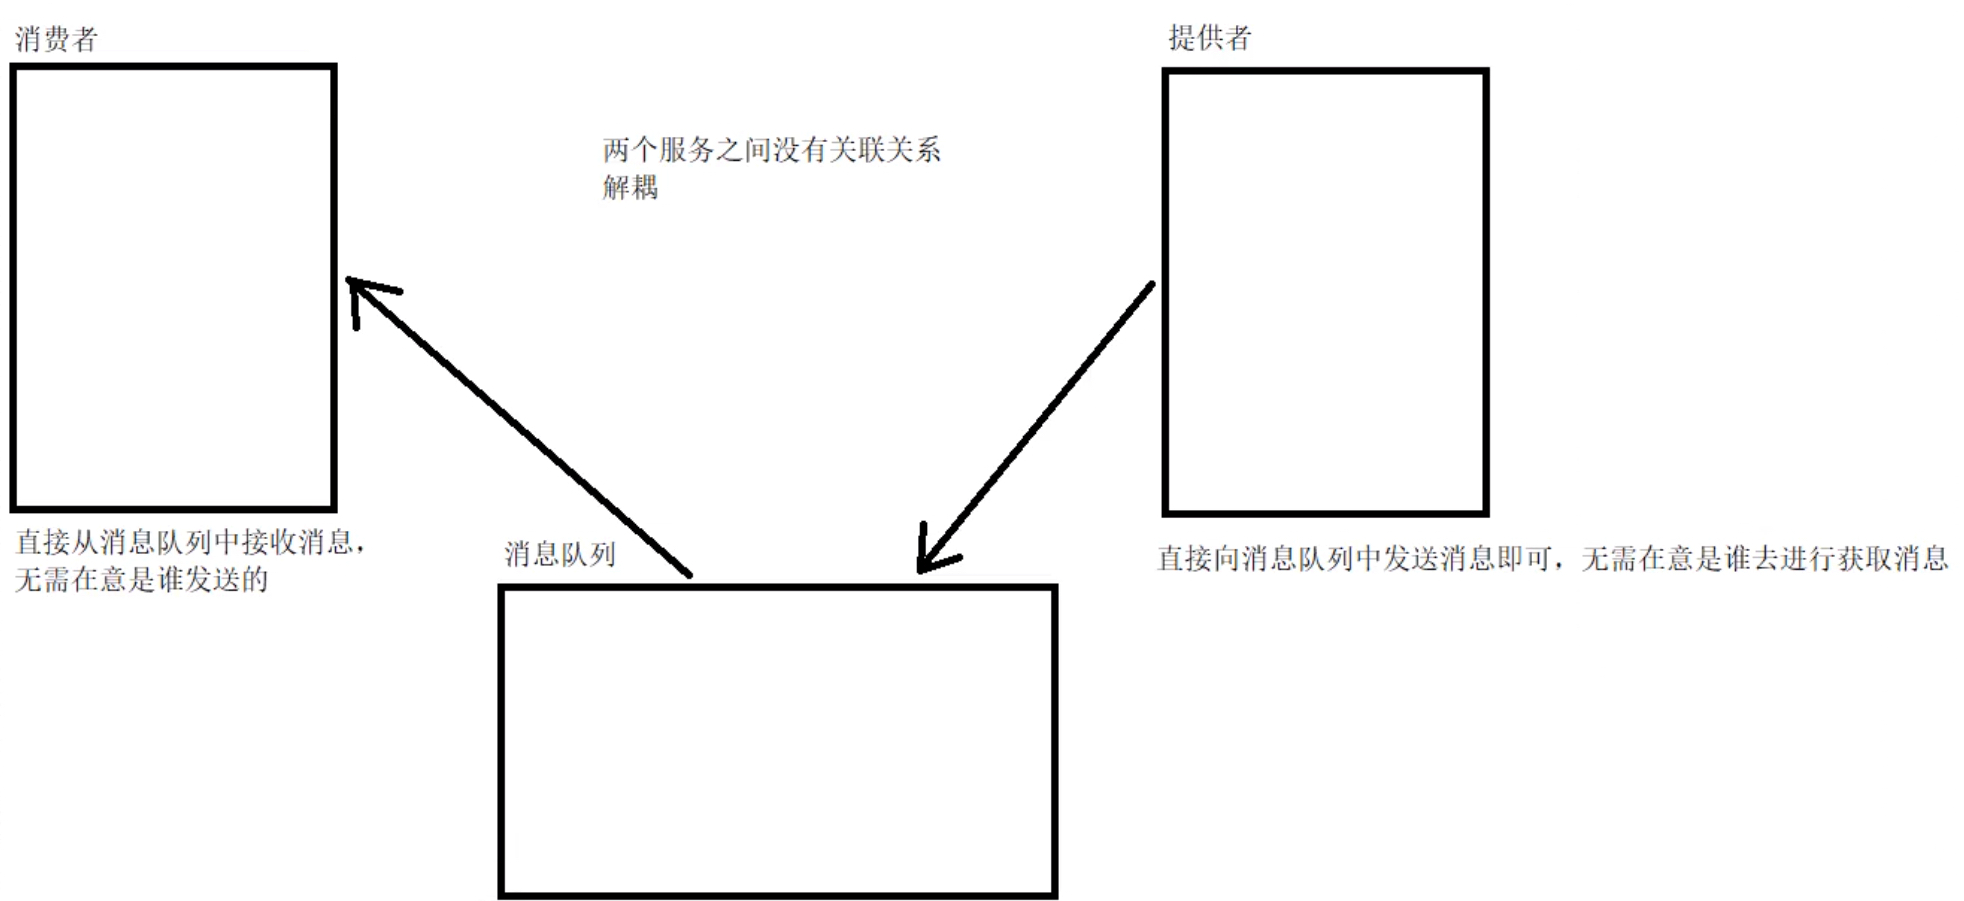 消费者
提供者
两个服务之间没有关联关系
解耦
直接从消息队列中接收消息，
无需在意是谁发送的
消息队列
直接向消息队列中发送消息即可，无需在意是谁去进行获取消息